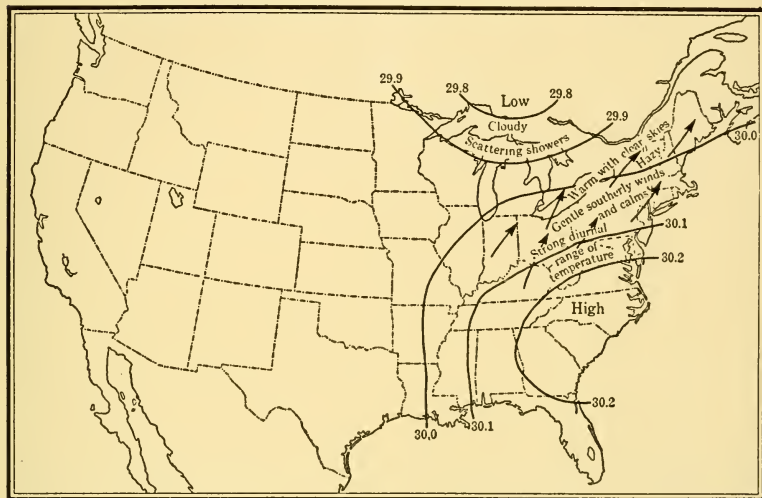 29.9
29.8
Low
29.8
Cloudy
29.9
Scattering showers
30.0
Warm with clear skies
Hazy
Gentle southerly winds
and calms
Strong diurnal
range of
temperature
30.1
30.2
High
30.2
30.0
30.1